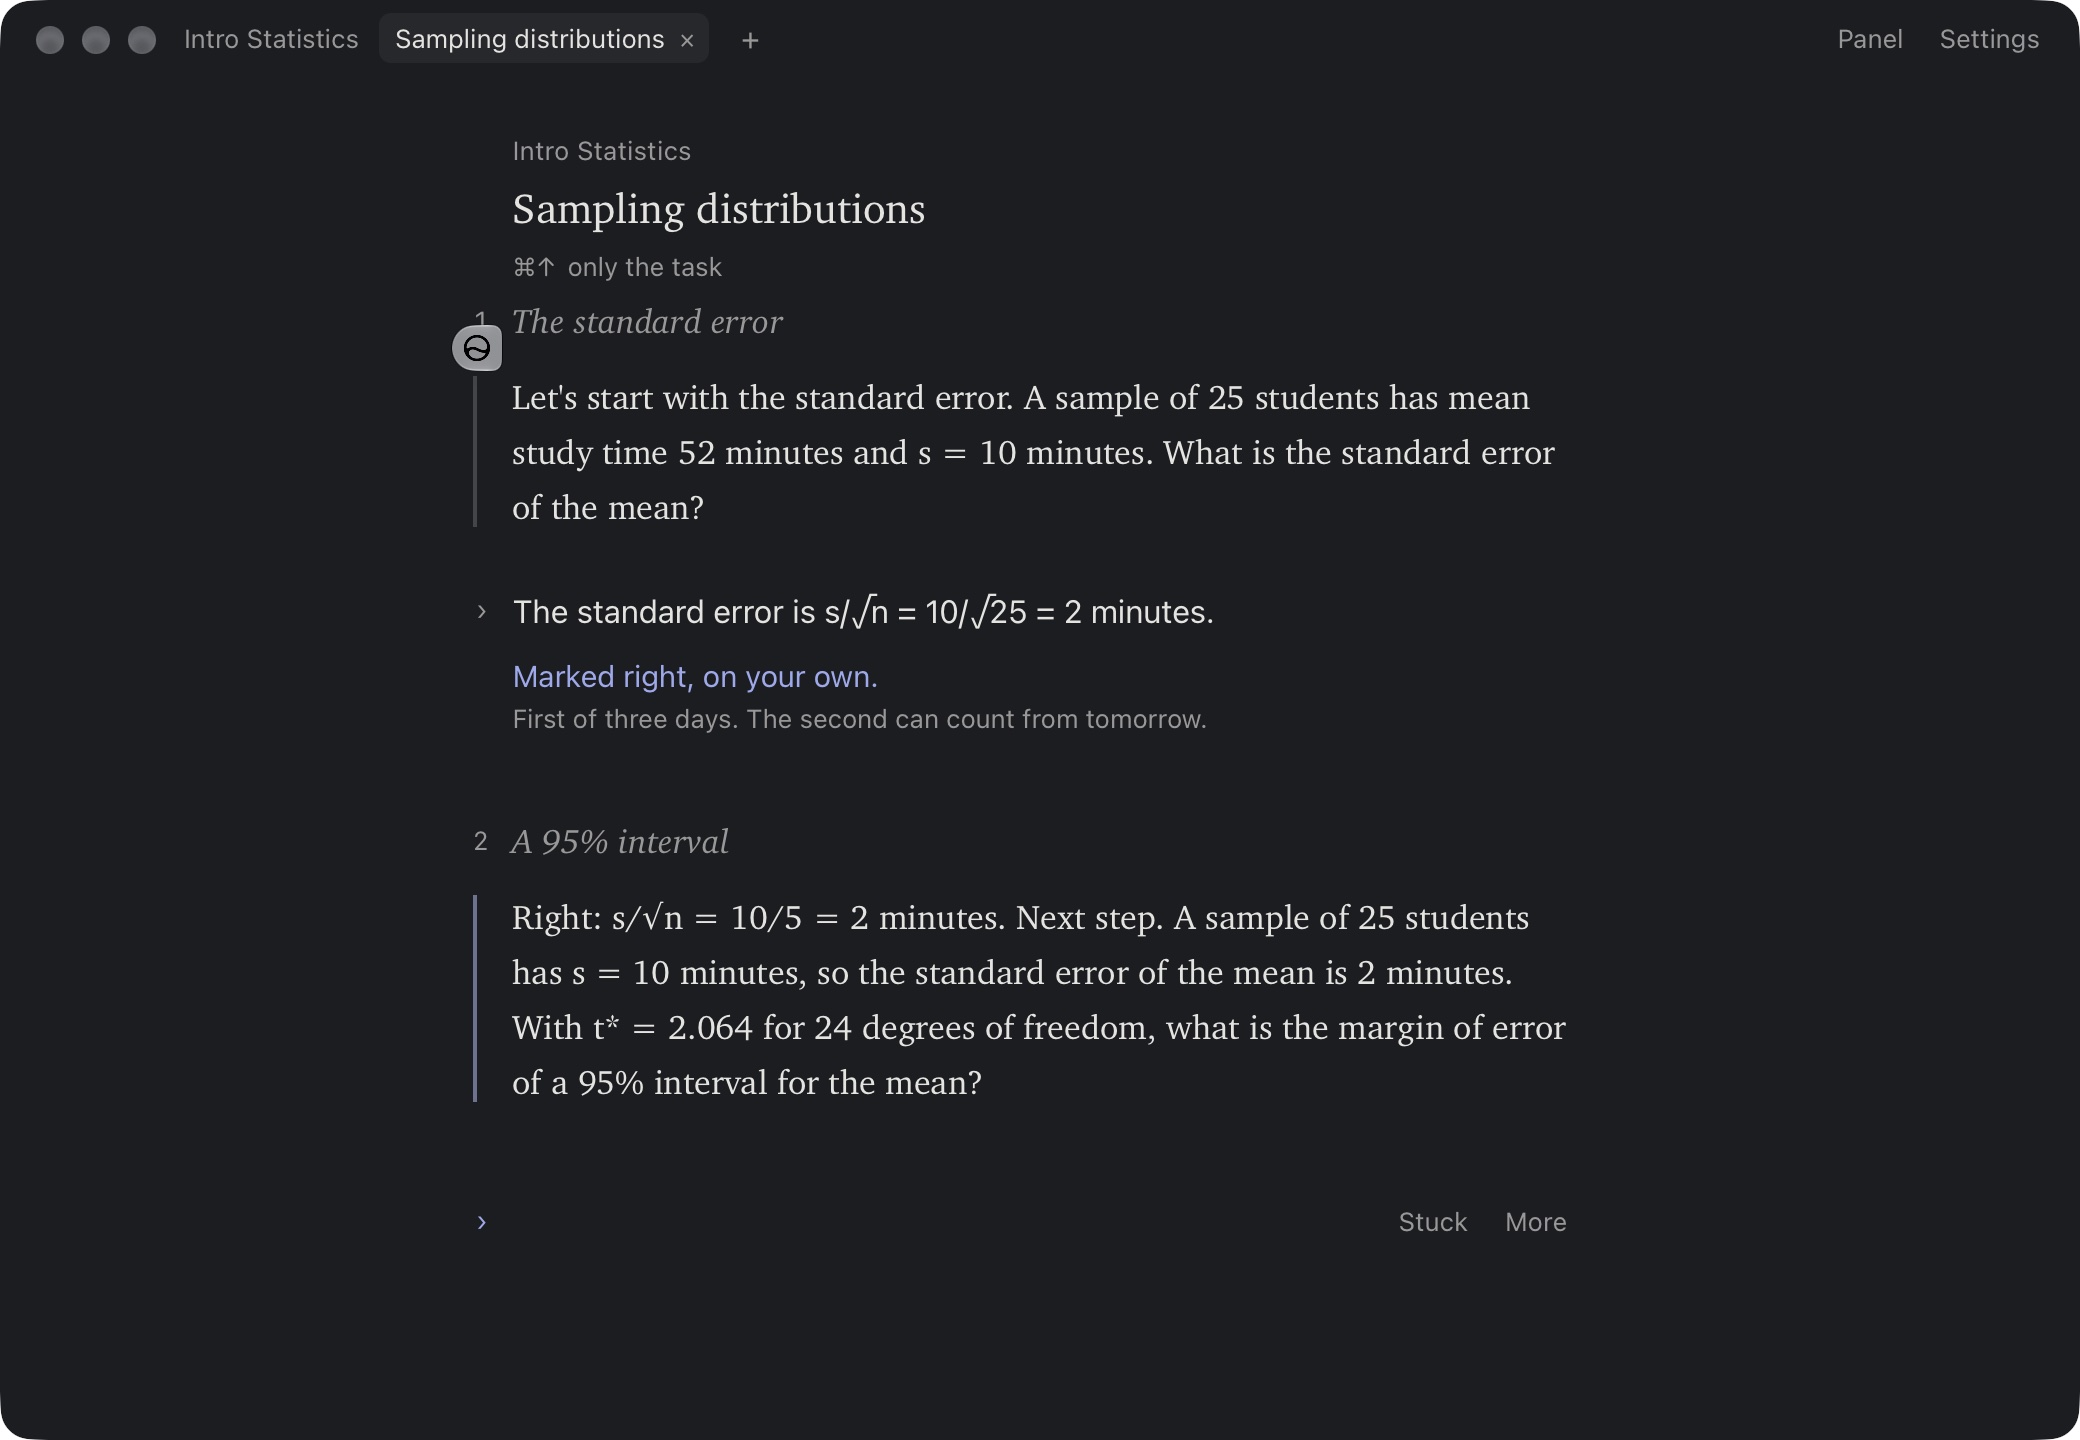 Intro Statistics
Sampling distributions ×
+
Panel
Settings
Intro Statistics
Sampling distributions
⌘↑ only the task
1 The standard error
Let's start with the standard error. A sample of 25 students has mean
study time 52 minutes and s = 10 minutes. What is the standard error
of the mean?
› The standard error is s/√n = 10/√25 = 2 minutes.
Marked right, on your own.
First of three days. The second can count from tomorrow.
2 A 95% interval
Right: s/√n = 10/5 = 2 minutes. Next step. A sample of 25 students
has s = 10 minutes, so the standard error of the mean is 2 minutes.
With t* = 2.064 for 24 degrees of freedom, what is the margin of error
of a 95% interval for the mean?
›
Stuck
More